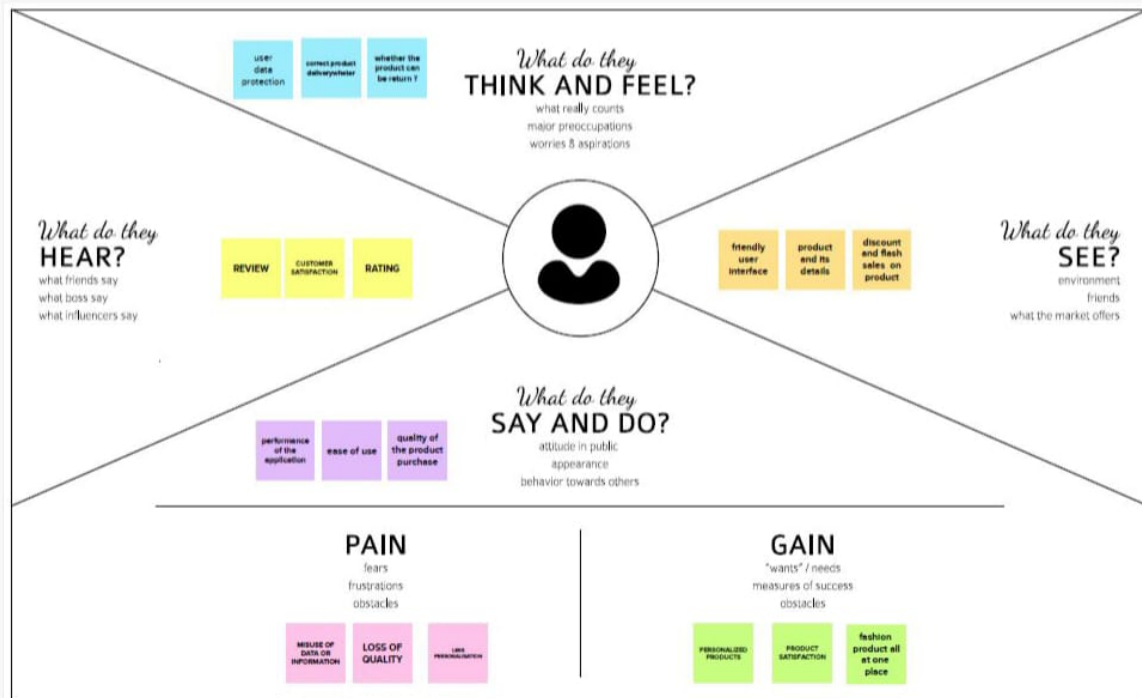 user
data
protection
correct product
delivery
whether the
product can
be return ?
What do they
THINK AND FEEL?
what really counts
major preoccupations
worries & aspirations
What do they
HEAR?
what friends say
what boss say
what influencers say
REVIEW
CUSTOMER
SATISFACTION
RATING
friendly
user
interface
product
and its
details
discount
and flash
sales on
product
What do they
SEE?
environment
friends
what the market offers
What do they
SAY AND DO?
attitude in public
appearance
behavior towards others
performance
of the
application
ease of use
quality of
the product
purchase
PAIN
fears
frustrations
obstacles
MISUSE OF
DATA OR
INFORMATION
LOSS OF
QUALITY
PERSONALISATION
GAIN
"wants" / needs
measures of success
obstacles
PERSONALIZED
PRODUCTS
PRODUCT
SATISFACTION
fashion
product all
at one
place